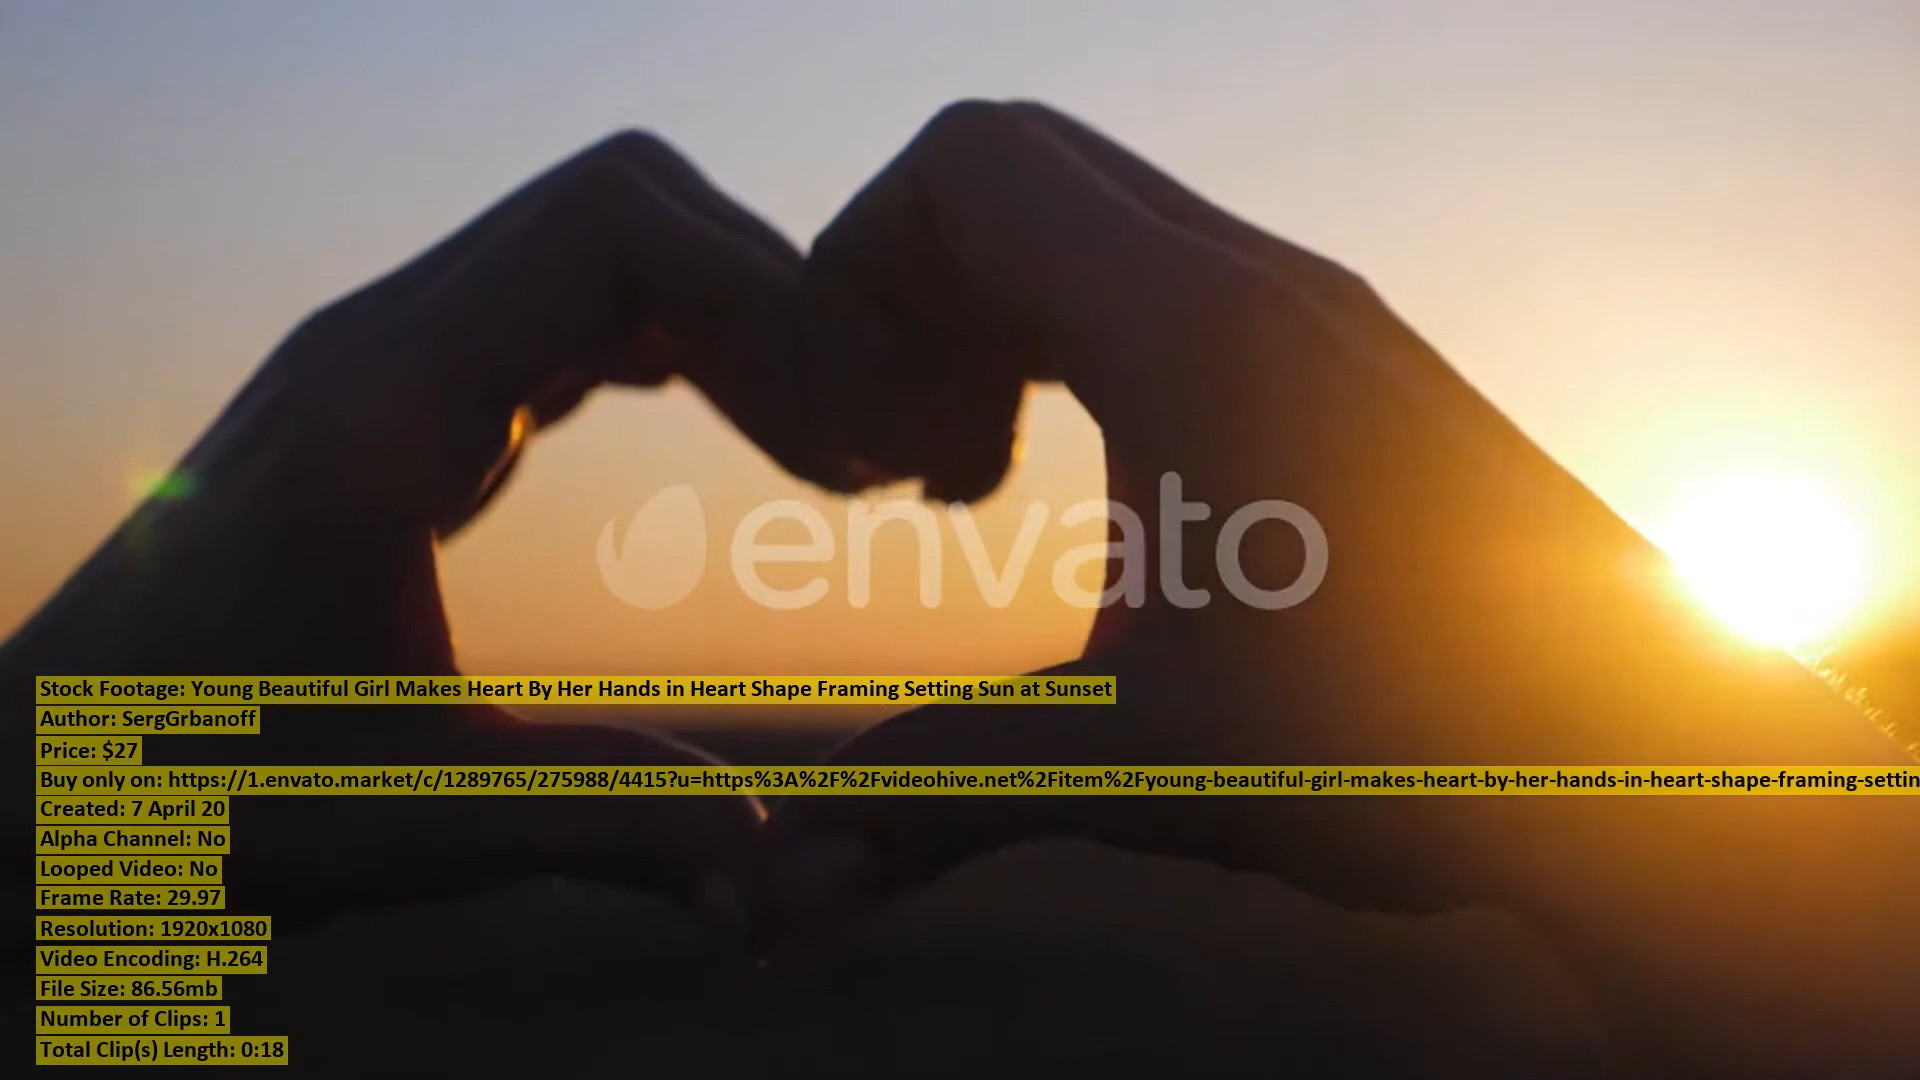 envato
Stock Footage: Young Beautiful Girl Makes Heart By Her Hands in Heart Shape Framing Setting Sun at Sunset
Author: SergGrbanoff
Price: $27
Buy only on: https://1.envato.market/c/1289765/275988/4415?u=https%3A%2F%2Fvideohive.net%2Fitem%2Fyoung-beautiful-girl-makes-heart-by-her-hands-in-heart-shape-framing-settin
Created: 7 April 20
Alpha Channel: No
Looped Video: No
Frame Rate: 29.97
Resolution: 1920x1080
Video Encoding: H.264
File Size: 86.56mb
Number of Clips: 1
Total Clip(s) Length: 0:18